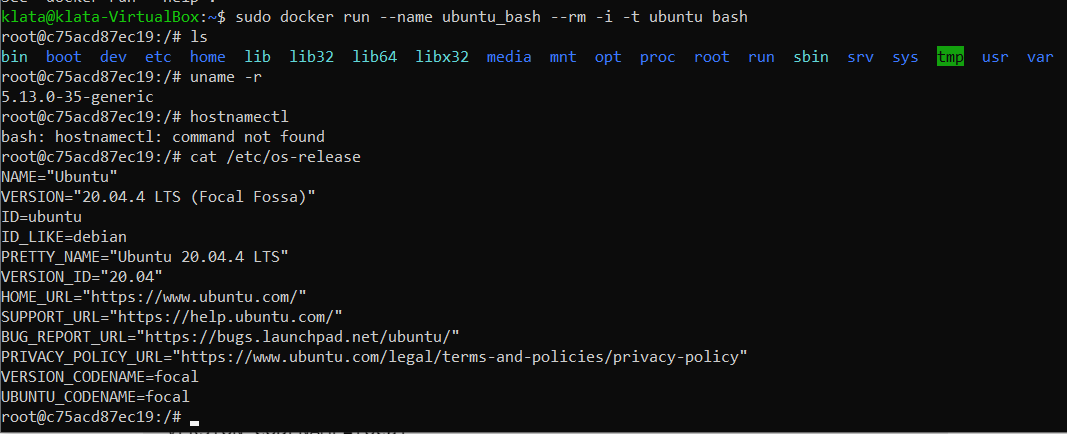 see 'docker run --help'.
klata@klata-VirtualBox:~$ sudo docker run --name ubuntu_bash --rm -i -t ubuntu bash
root@c75acd87ec19:/# ls
bin boot dev etc home lib lib32 lib64 libx32 media mnt opt proc root run sbin srv sys tmp usr var
root@c75acd87ec19:/# uname -r
5.13.0-35-generic
root@c75acd87ec19:/# hostnamectl
bash: hostnamectl: command not found
root@c75acd87ec19:/# cat /etc/os-release
NAME="Ubuntu"
VERSION="20.04.4 LTS (Focal Fossa)"
ID=ubuntu
ID_LIKE=debian
PRETTY_NAME="Ubuntu 20.04.4 LTS"
VERSION_ID="20.04"
HOME_URL="https://www.ubuntu.com/"
SUPPORT_URL="https://help.ubuntu.com/"
BUG_REPORT_URL="https://bugs.launchpad.net/ubuntu/"
PRIVACY_POLICY_URL="https://www.ubuntu.com/legal/terms-and-policies/privacy-policy"
VERSION_CODENAME=focal
UBUNTU_CODENAME=focal
root@c75acd87ec19:/#